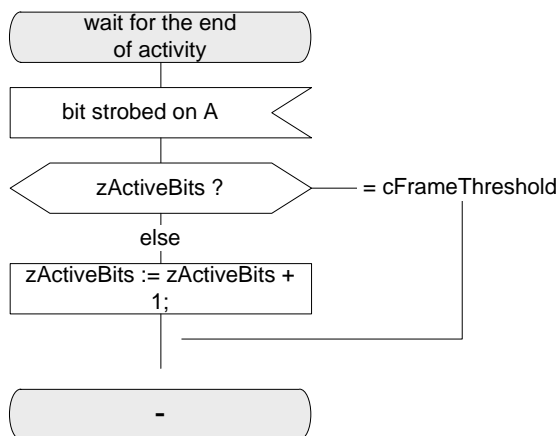 wait for the end
of activity
bit strobed on A
zActiveBits ?
= cFrameThreshold
else
zActiveBits := zActiveBits +
1;
-